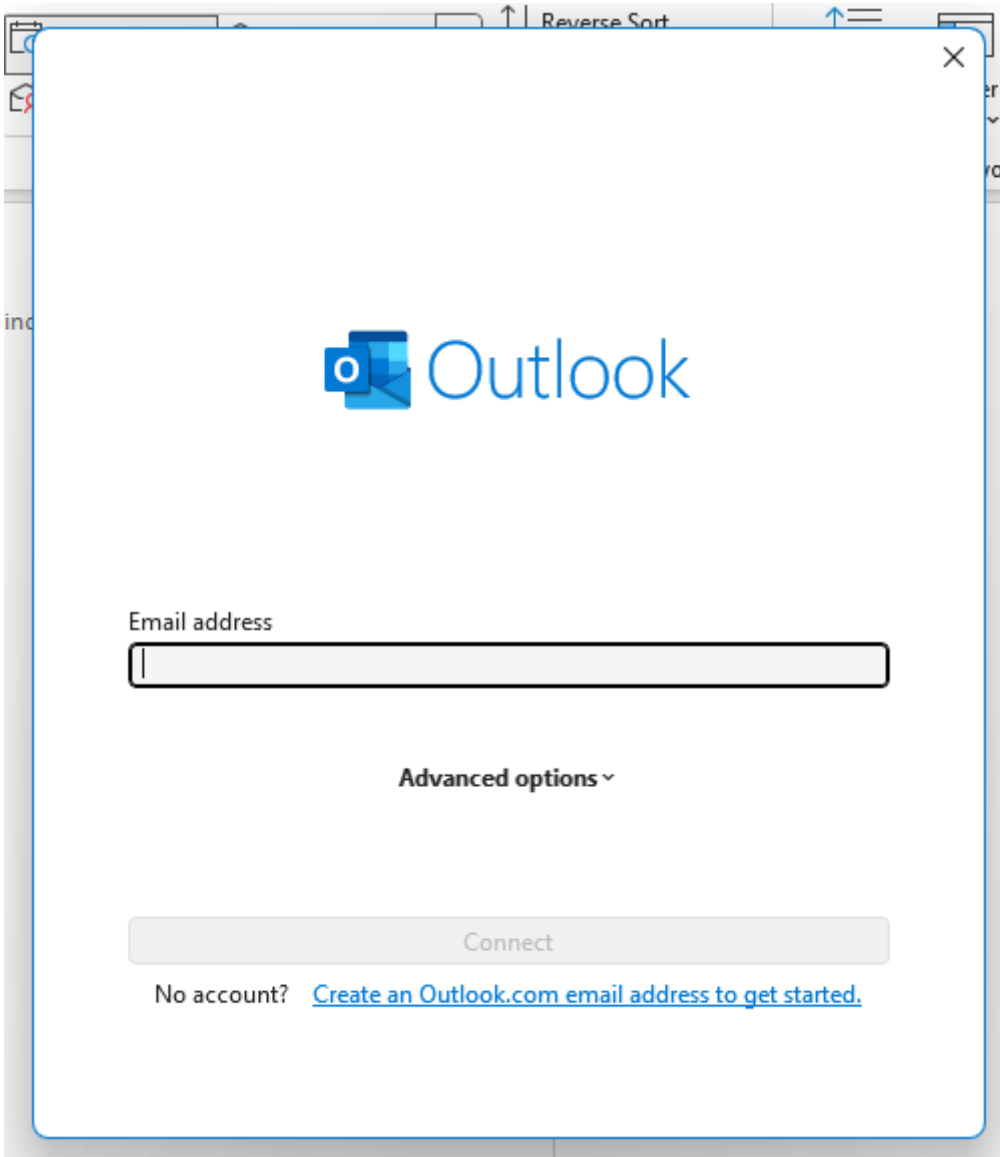 Reverse Sort
Outlook
Email address
Advanced options
Connect
No account? Create an Outlook.com email address to get started.